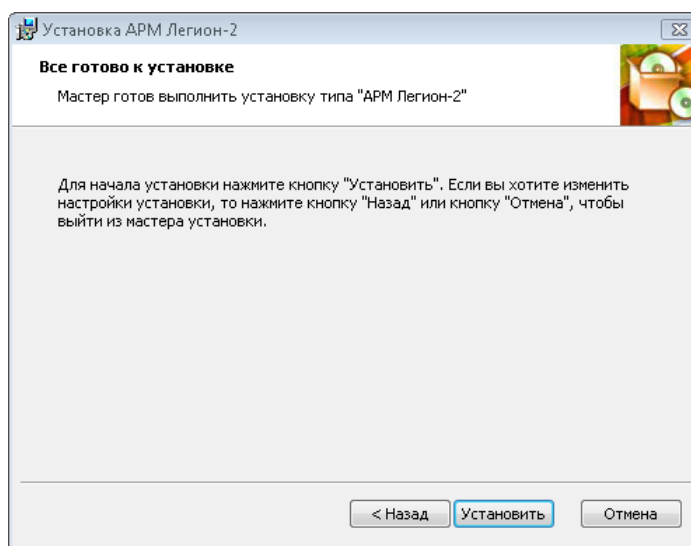 Установка АРМ Легион-2
Все готово к установке
Мастер готов выполнить установку типа "АРМ Легион-2"
Для начала установки нажмите кнопку "Установить". Если вы хотите изменить
настройки установки, то нажмите кнопку "Назад" или кнопку "Отмена", чтобы
выйти из мастера установки.
< Назад
Установить
Отмена